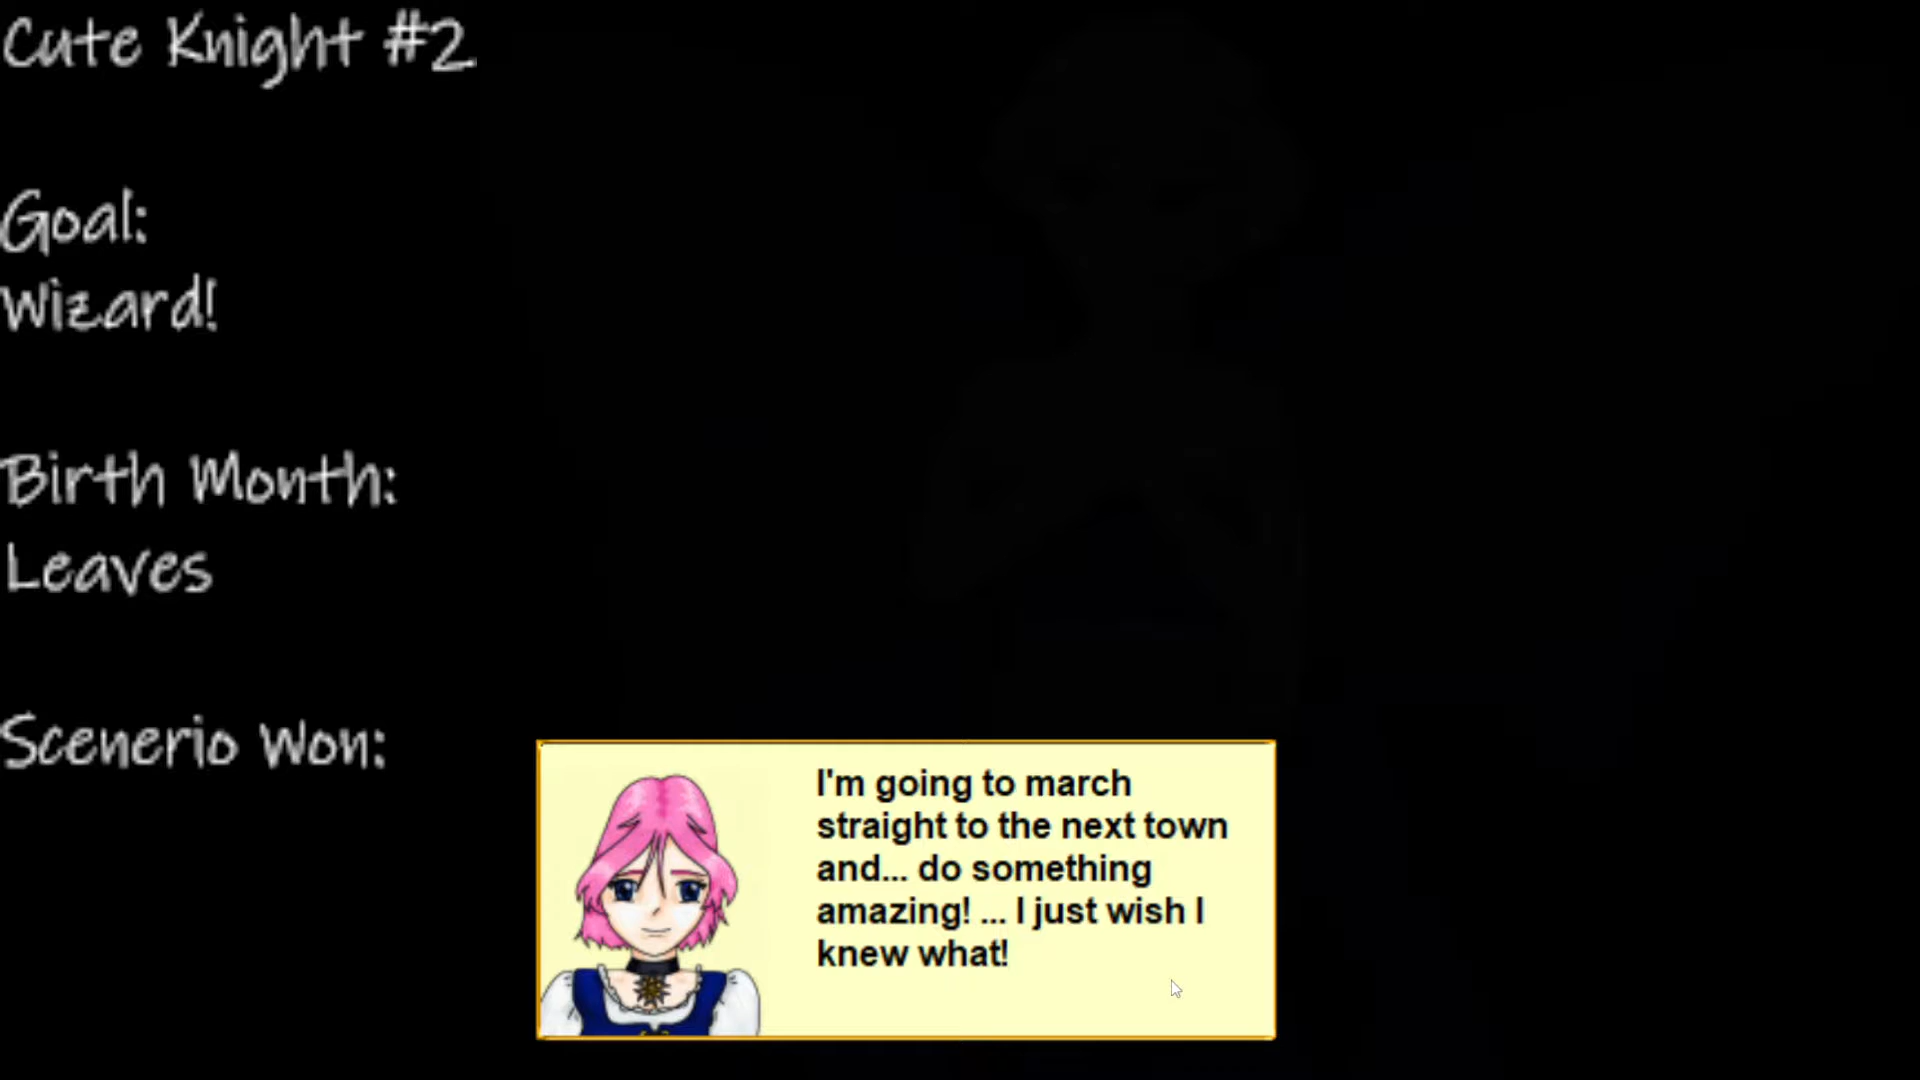 Cute Knight #2
Goal:
Wizard!
Birth Month:
Leaves
Scenerio Won:
I'm going to march
straight to the next town
and... do something
amazing! ... I just wish I
knew what!